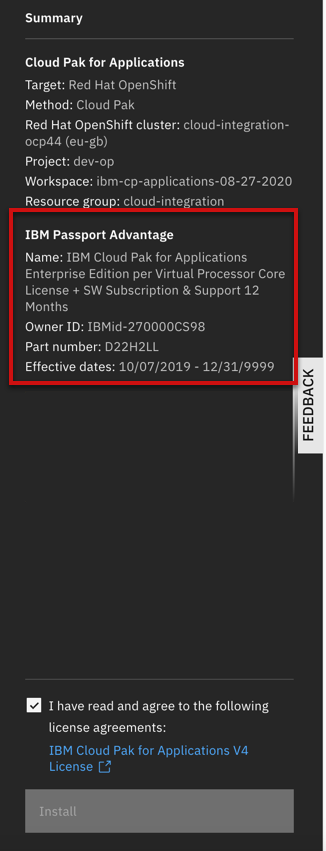 Summary
Cloud Pak for Applications
Target: Red Hat OpenShift
Method: Cloud Pak
Red Hat OpenShift cluster: cloud-integration-
ocp44 (eu-gb)
Project: dev-op
Workspace: ibm-cp-applications-08-27-2020
Resource group: cloud-integration
IBM Passport Advantage
Name: IBM Cloud Pak for Applications
Enterprise Edition per Virtual Processor Core
License + SW Subscription & Support 12
Months
Owner ID: IBMid-270000CS98
Part number: D22H2LL
Effective dates: 10/07/2019 - 12/31/9999
FEEDBACK
I have read and agree to the following
license agreements:
IBM Cloud Pak for Applications V4
License
Install